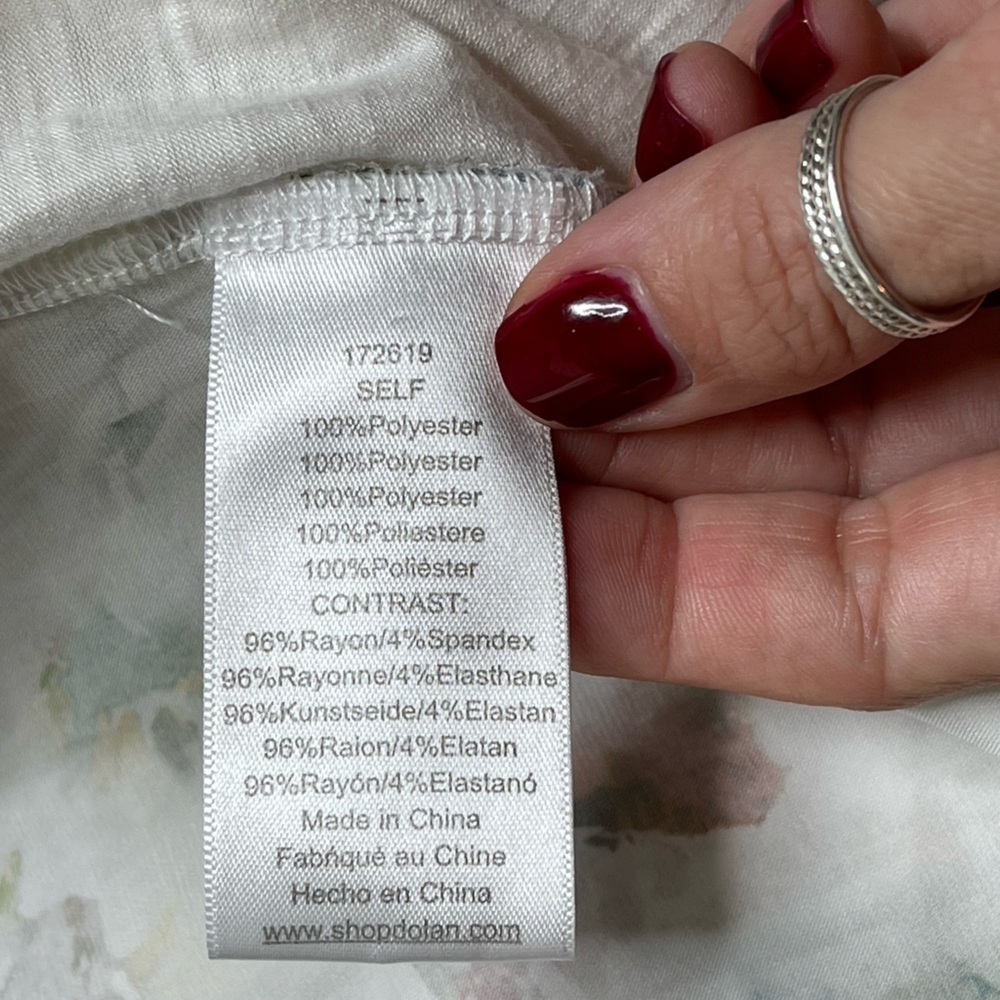 172619
SELF
100%Polyester
100%Polyester
100%Polyester
100%Poliestere
100%Poliéster
CONTRAST:
96%Rayon/4%Spandex
96%Rayonne/4%Elasthane
96%Kunstseide/4%Elastan
96%Raion/4%Elatan
96%Rayón/4%Elastanó
Made in China
Fabñqué au Chine
Hecho en China
www.shopdolan.com